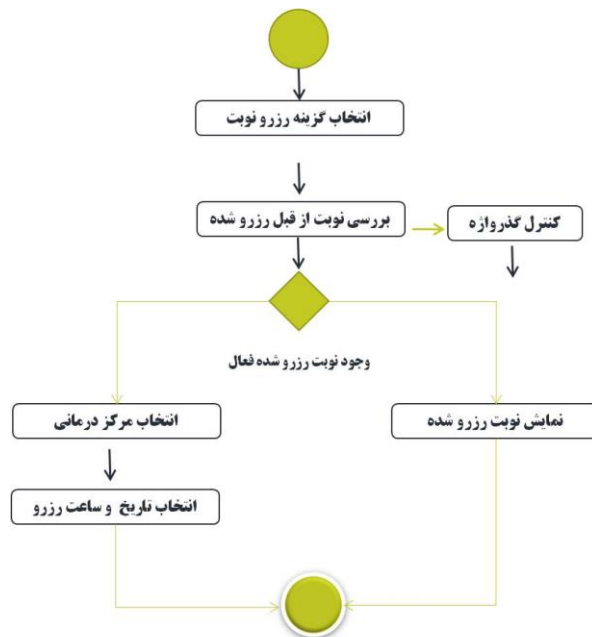 انتخاب گزینه رزرو نوبت
بررسی نوبت از قبل رزرو شده
کنترل گذرواژه
وجود نوبت رزرو شده فعال
انتخاب مرکز درمانی
نمایش نوبت رزرو شده
انتخاب تاریخ و ساعت رزرو